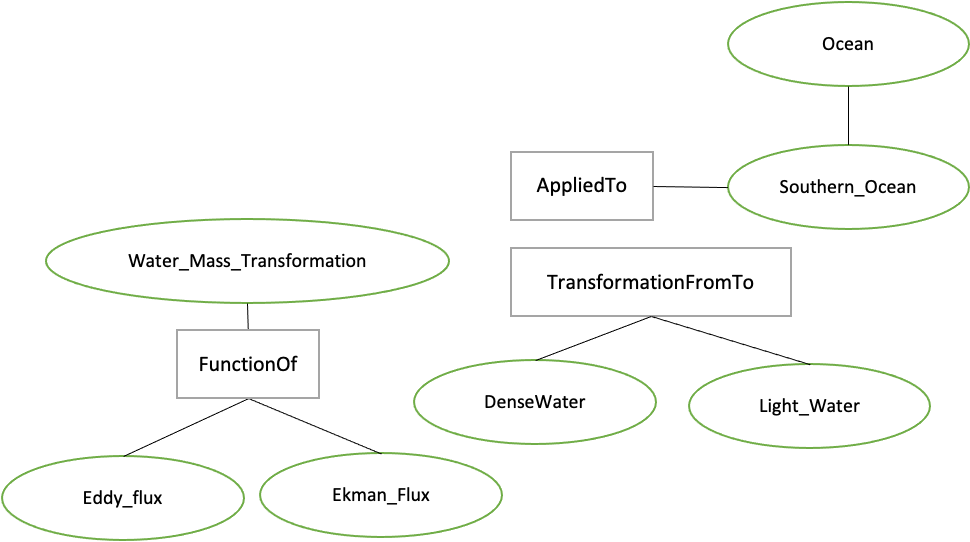 Ocean
AppliedTo
Southern_Ocean
Water_Mass_Transformation
TransformationFromTo
FunctionOf
DenseWater
Light_Water
Eddy_flux
Ekman_Flux